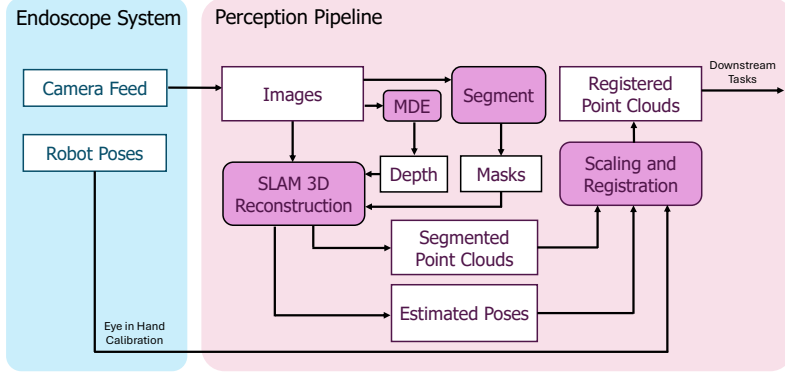 Endoscope System
Perception Pipeline
Camera Feed
Robot Poses
Images
MDE
Segment
Registered
Point Clouds
Downstream
Tasks
SLAM 3D
Reconstruction
Depth
Masks
Scaling and
Registration
Segmented
Point Clouds
Estimated Poses
Eye in Hand
Calibration